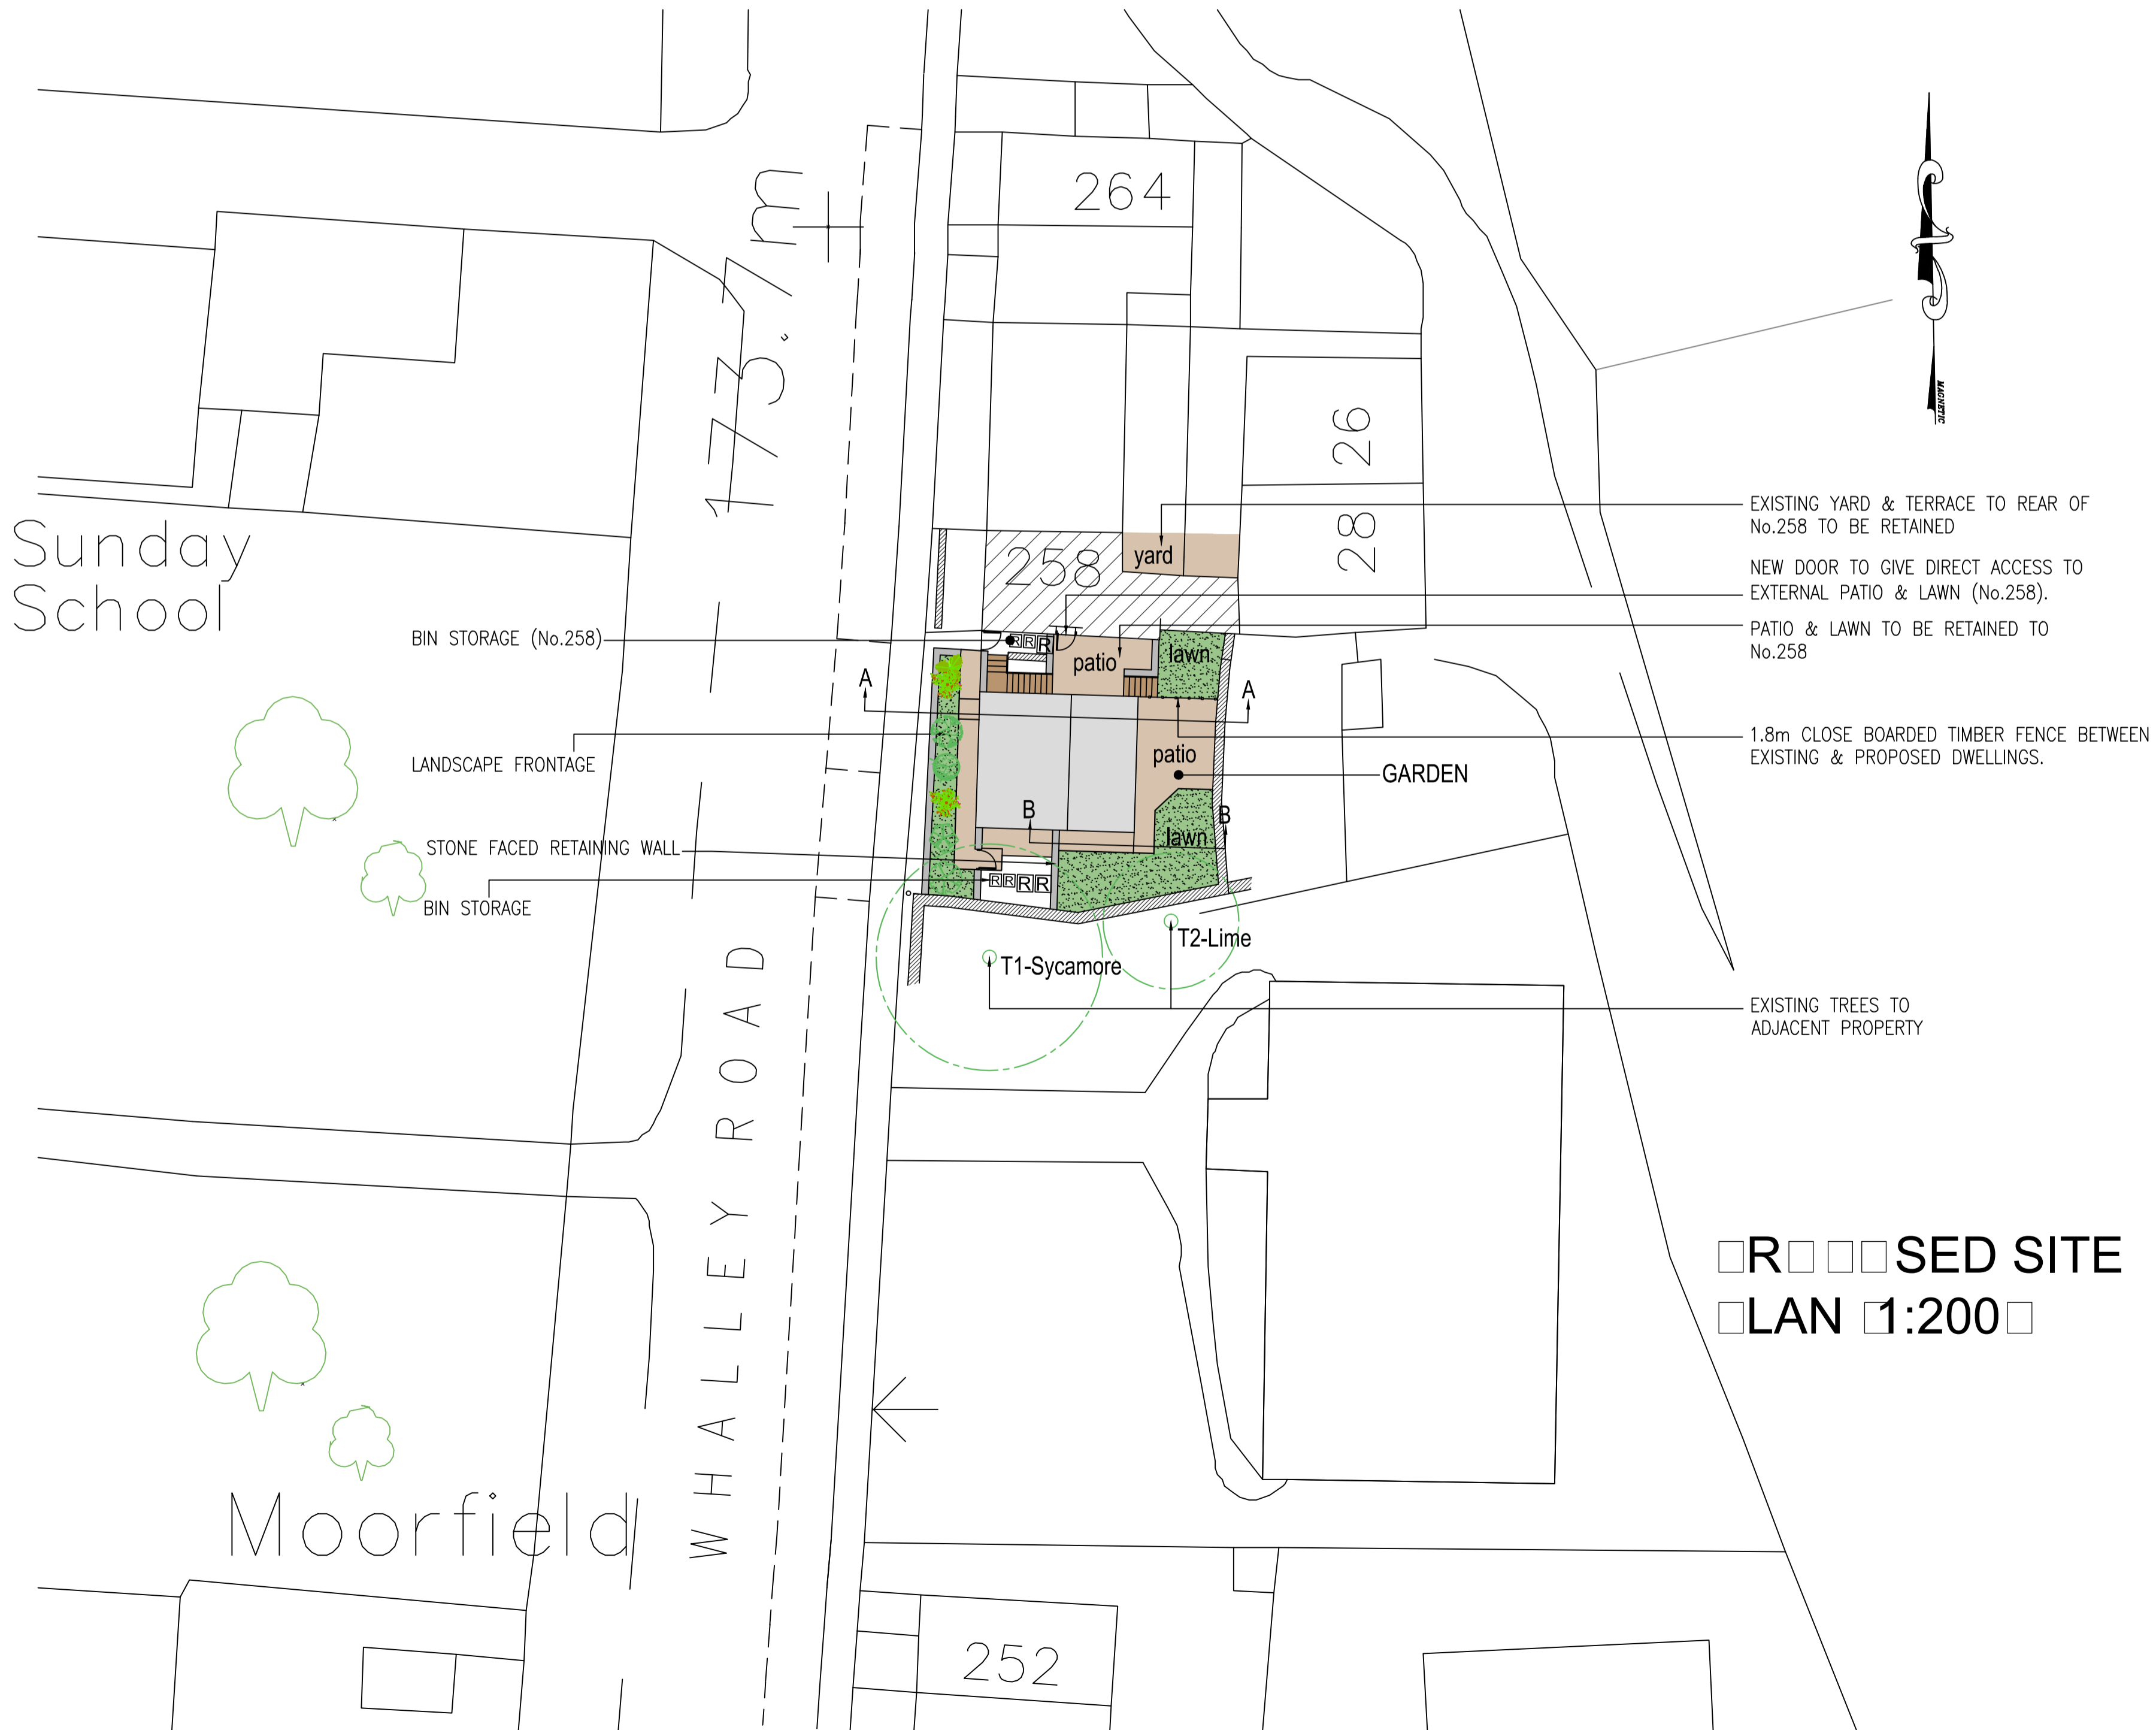 264
173.7m
MAGNETIC
26
28
EXISTING YARD & TERRACE TO REAR OF
No.258 TO BE RETAINED
Sunday
School
258
yard
NEW DOOR TO GIVE DIRECT ACCESS TO
EXTERNAL PATIO & LAWN (No.258).
BIN STORAGE (No.258)
R R R
PATIO & LAWN TO BE RETAINED TO
No.258
patio
lawn
A
A
1.8m CLOSE BOARDED TIMBER FENCE BETWEEN
EXISTING & PROPOSED DWELLINGS.
LANDSCAPE FRONTAGE
patio
GARDEN
B
B
lawn
STONE FACED RETAINING WALL
R R R R
BIN STORAGE
T2-Lime
T1-Sycamore
EXISTING TREES TO
ADJACENT PROPERTY
WHALLEY ROAD
□R□□□SED SITE
□LAN □1:200□
Moorfield
252